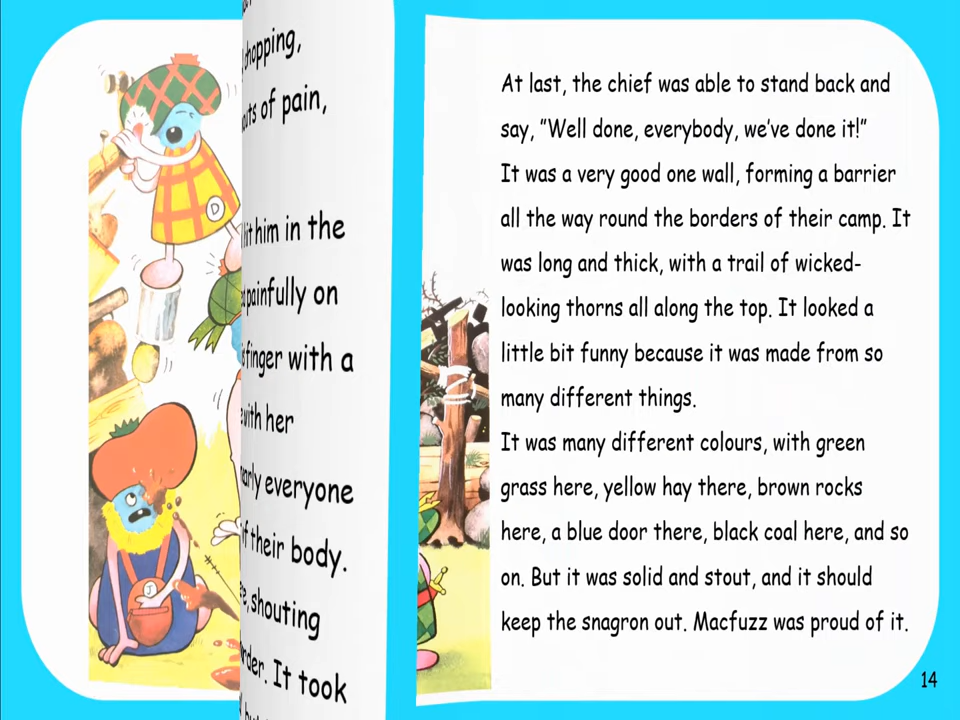 D
J
chopping,
of pain,
him in the
painfully on
finger with a
with her
everyone
of their body.
shouting
It took
At last, the chief was able to stand back and
say, "Well done, everybody, we've done it!"
It was a very good one wall, forming a barrier
all the way round the borders of their camp. It
was long and thick, with a trail of wicked-
looking thorns all along the top. It looked a
little bit funny because it was made from so
many different things.
It was many different colours, with green
grass here, yellow hay there, brown rocks
here, a blue door there, black coal here, and so
on. But it was solid and stout, and it should
keep the snagron out. Macfuzz was proud of it.
14